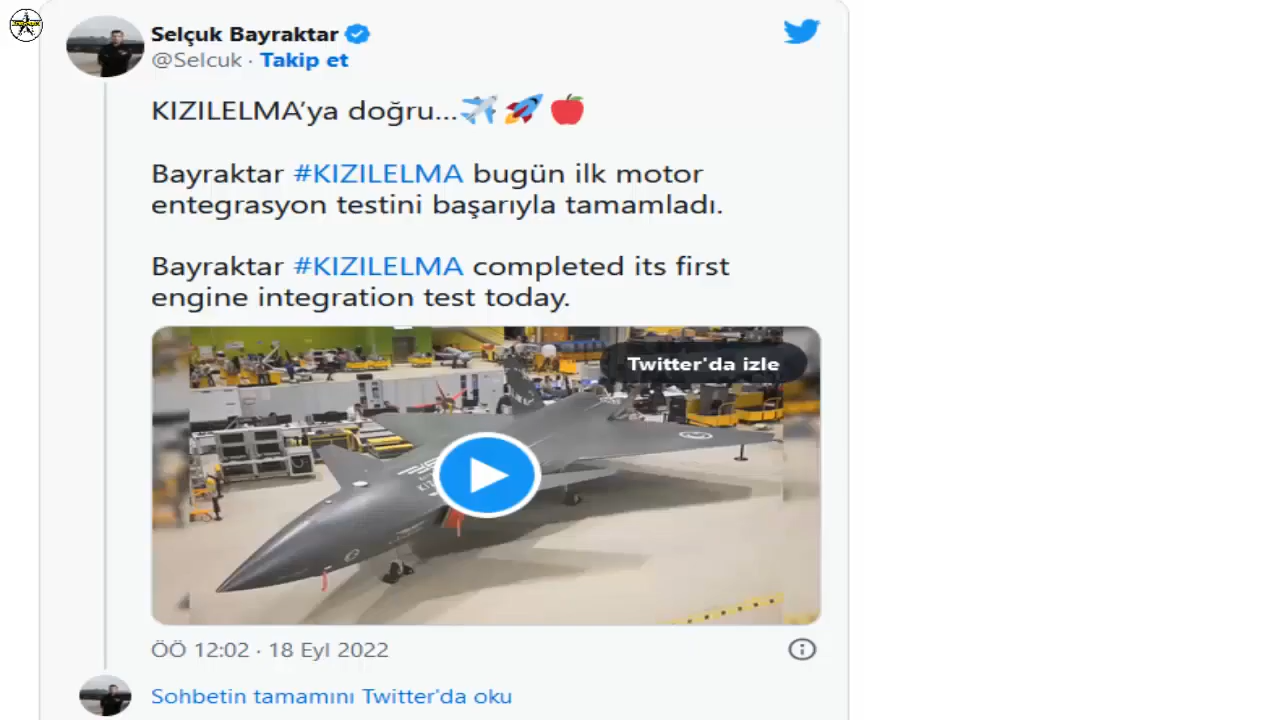 Selçuk Bayraktar
@Selcuk · Takip et
KIZILELMA’ya doğru...✈️🚀🍎
Bayraktar #KIZILELMA bugün ilk motor
entegrasyon testini başarıyla tamamladı.
Bayraktar #KIZILELMA completed its first
engine integration test today.
Twitter'da izle
ÖÖ 12:02 · 18 Eyl 2022
Sohbetin tamamını Twitter'da oku